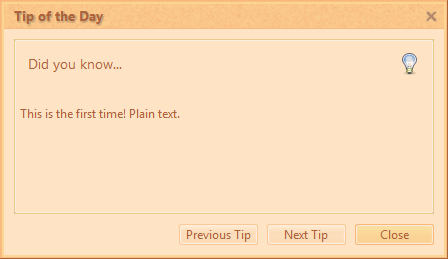 Tip of the Day
Did you know...
This is the first time! Plain text.
Previous Tip Next Tip Close